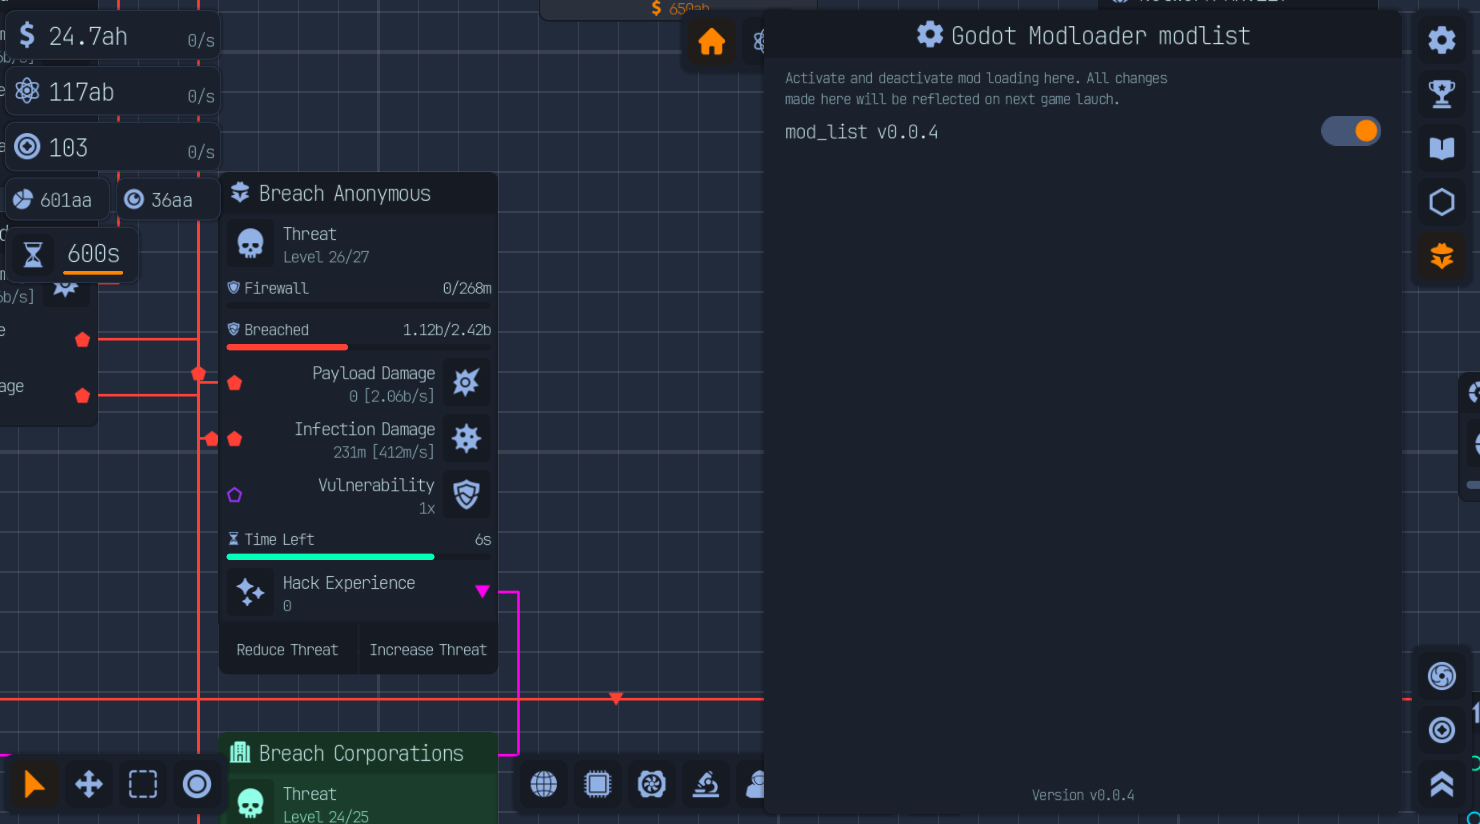 $ 24.7ah
0/s
117ab
0/s
103
0/s
601aa
36aa
600s
b/s]
age
$ 650ab
Breach Anonymous
Threat
Level 26/27
Firewall 0/268m
Breached 1.12b/2.42b
Payload Damage
0 [2.06b/s]
Infection Damage
231m [412m/s]
Vulnerability
1x
Time Left 6s
Hack Experience
0
Reduce Threat Increase Threat
Breach Corporations
Threat
Level 24/25
Godot Modloader modlist
Activate and deactivate mod loading here. All changes
made here will be reflected on next game lauch.
mod_list v0.0.4
Version v0.0.4